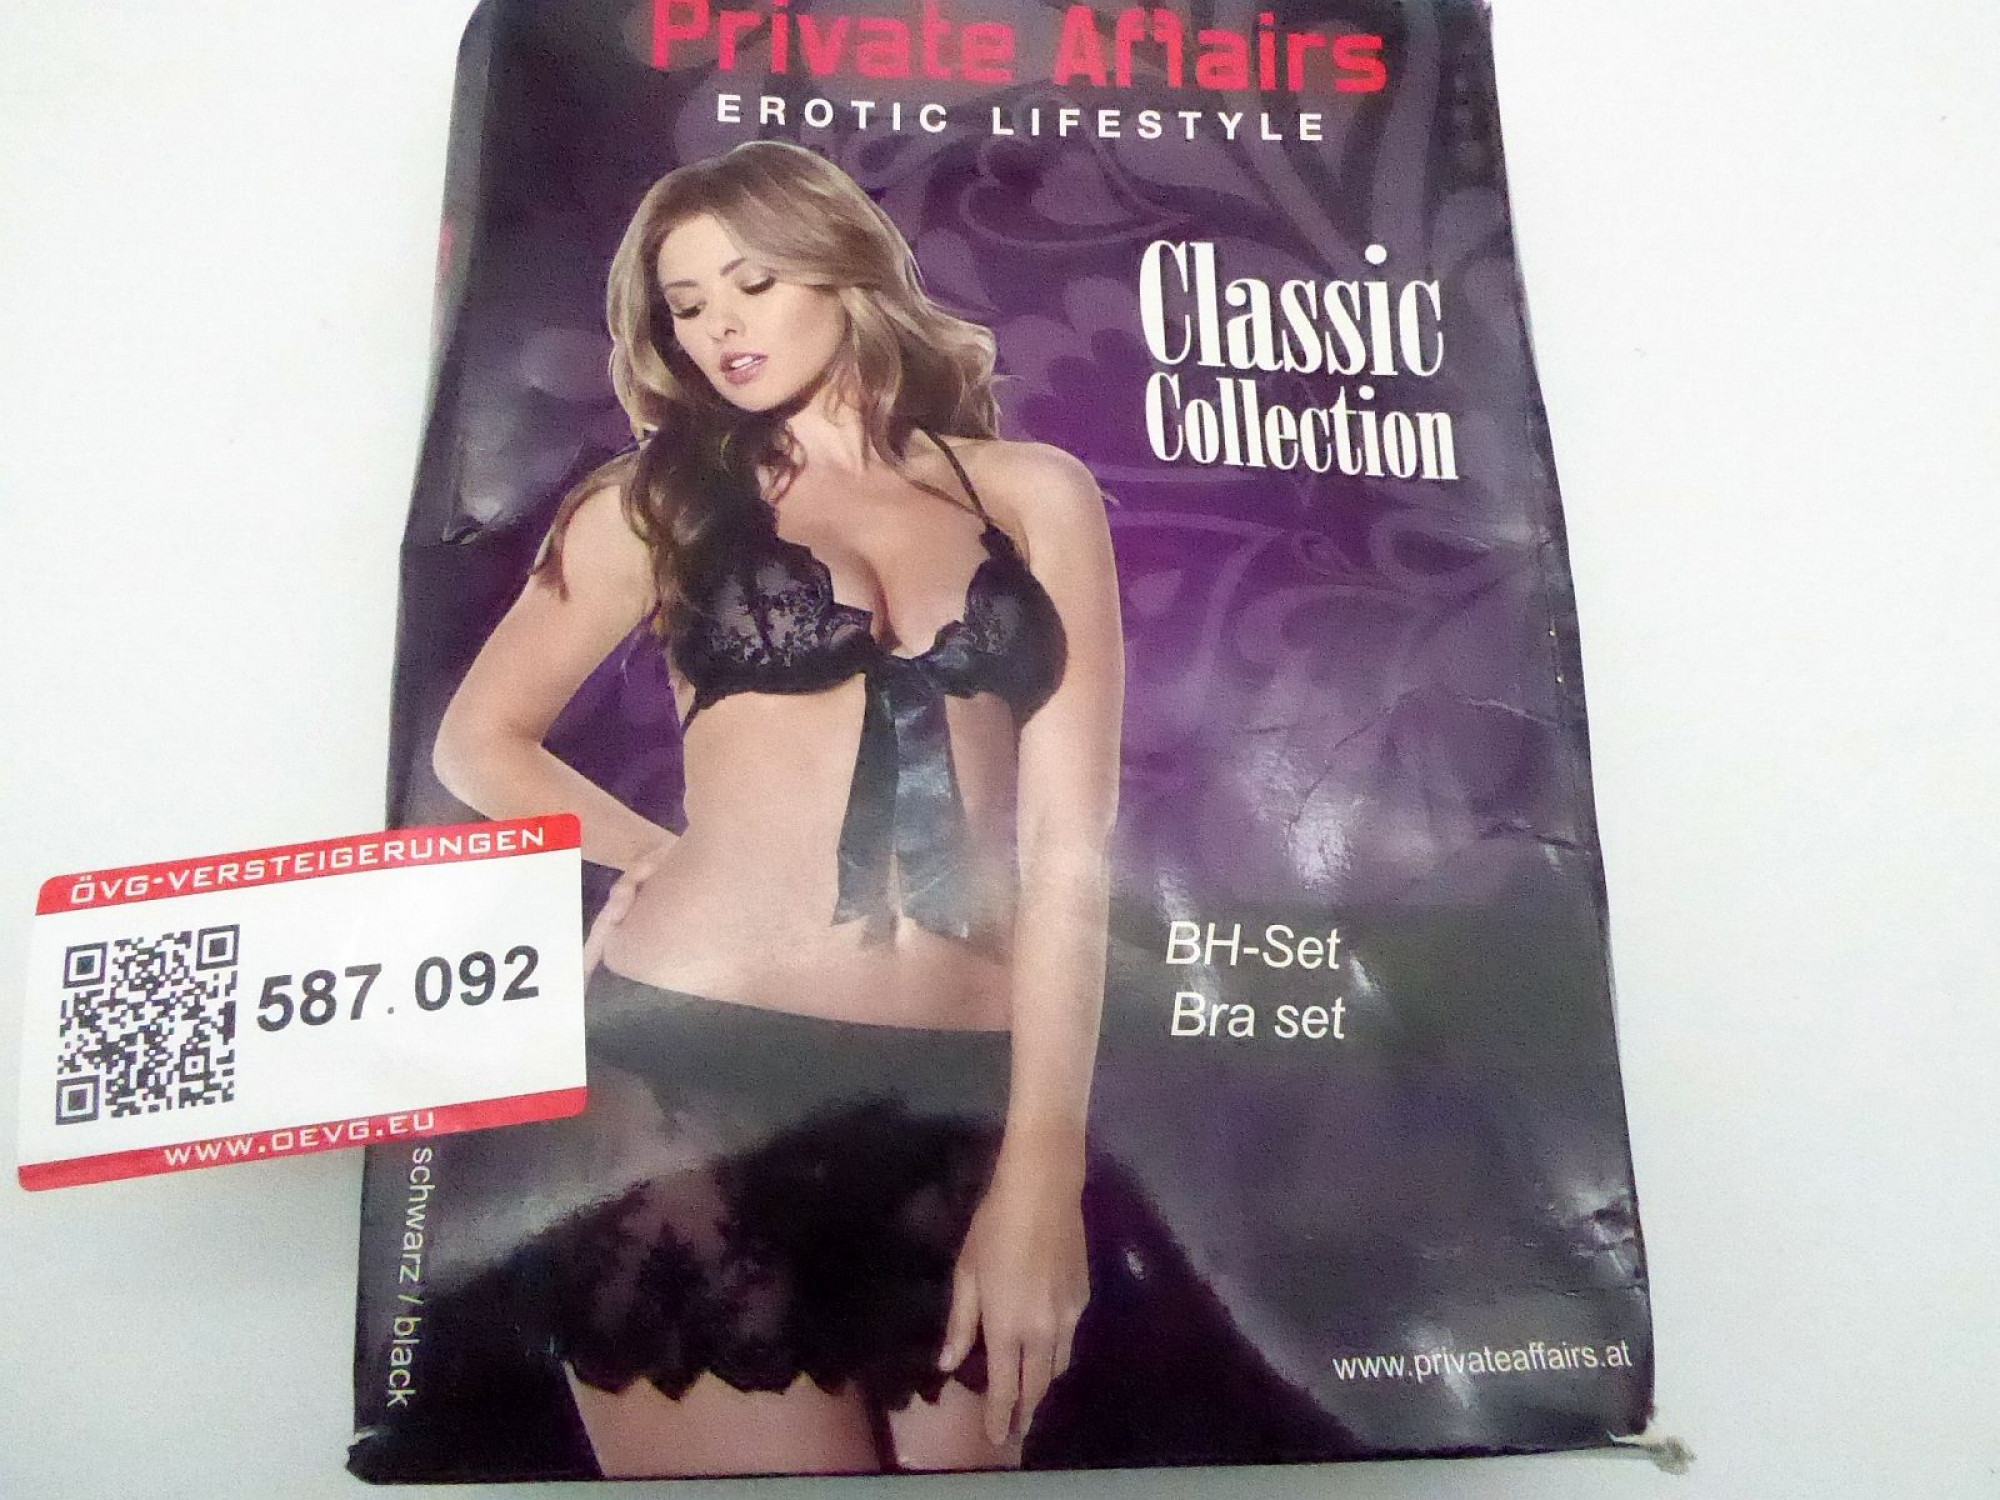 Private Affairs
EROTIC LIFESTYLE
Classic
Collection
ÖVG-VERSTEIGERUNGEN
587.092
WWW.OEVG.EU
BH-Set
Bra set
schwarz / black
www.privateaffairs.at